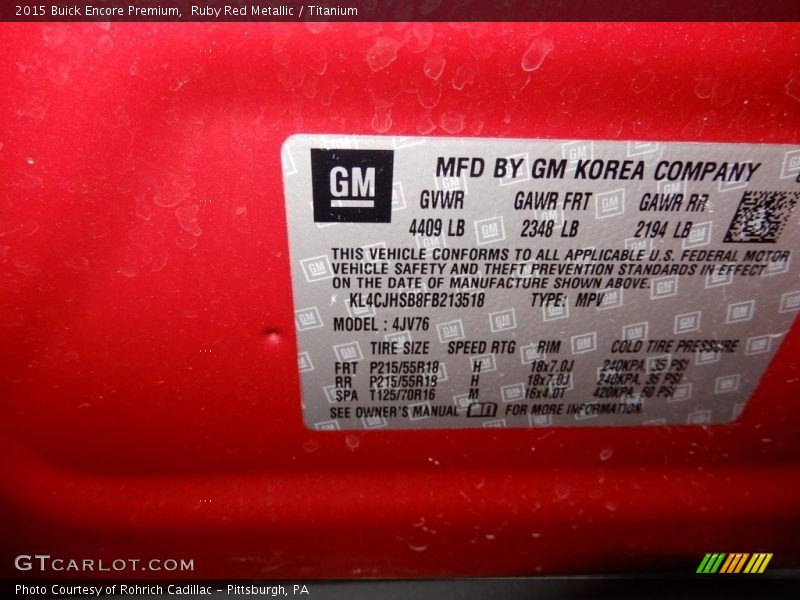 2015 Buick Encore Premium,  Ruby Red Metallic / Titanium
GM
MFD BY GM KOREA COMPANY
GVWR GAWR FRT GAWR RR
4409 LB 2348 LB 2194 LB
THIS VEHICLE CONFORMS TO ALL APPLICABLE U.S. FEDERAL MOTOR
VEHICLE SAFETY AND THEFT PREVENTION STANDARDS IN EFFECT
ON THE DATE OF MANUFACTURE SHOWN ABOVE.
KL4CJHSB8FB213518 TYPE: MPV
MODEL : 4JV76
TIRE SIZE SPEED RTG RIM COLD TIRE PRESSURE
FRT P215/55R18 H 18x7.0J 240KPA, 35 PSI
RR P215/55R18 H 18x7.0J 240KPA, 35 PSI
SPA T125/70R16 M 16x4.0T 420KPA, 60 PSI
SEE OWNER'S MANUAL FOR MORE INFORMATION.
GTCARLOT.COM
Photo Courtesy of Rohrich Cadillac - Pittsburgh, PA